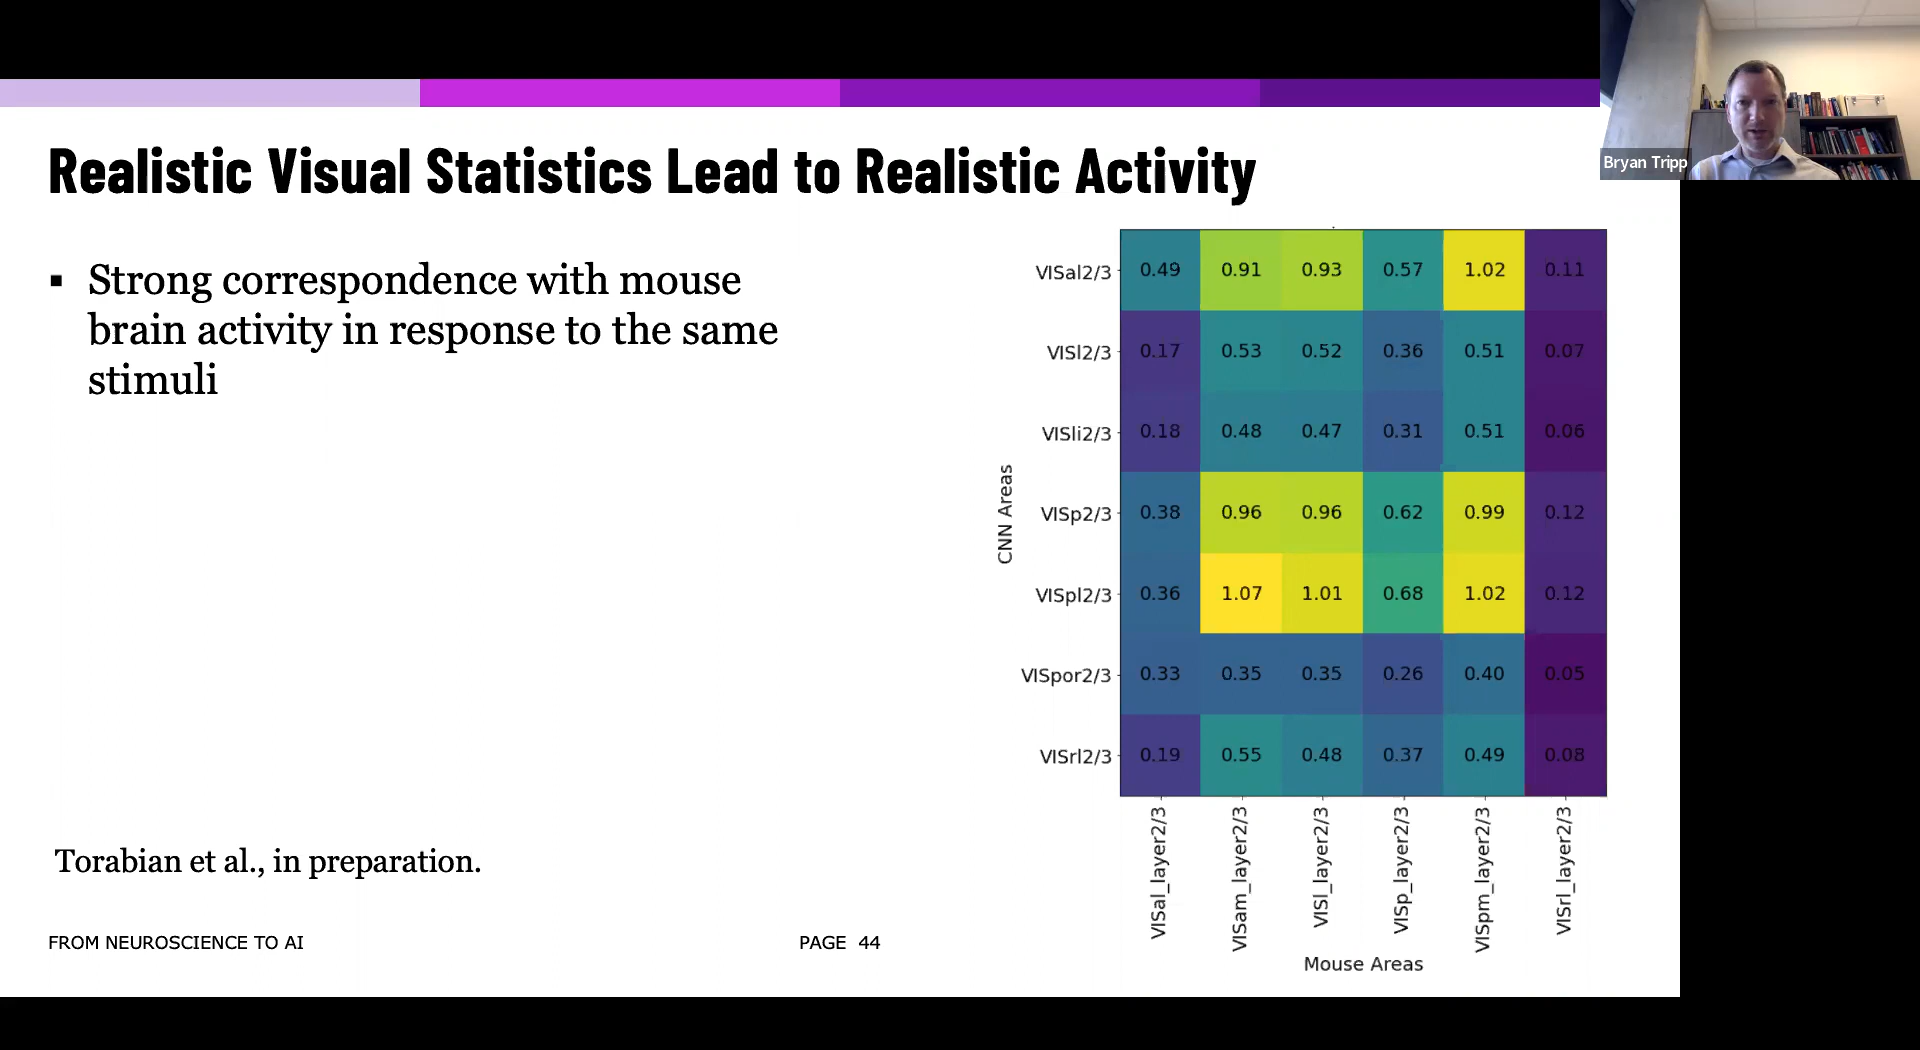 Bryan Tripp
Realistic Visual Statistics Lead to Realistic Activity
▪ Strong correspondence with mouse
brain activity in response to the same
stimuli
CNN Areas
VISal2/3 0.49 0.91 0.93 0.57 1.02 0.11
VISl2/3 0.17 0.53 0.52 0.36 0.51 0.07
VISli2/3 0.18 0.48 0.47 0.31 0.51 0.06
VISp2/3 0.38 0.96 0.96 0.62 0.99 0.12
VISpl2/3 0.36 1.07 1.01 0.68 1.02 0.12
VISpor2/3 0.33 0.35 0.35 0.26 0.40 0.05
VISrl2/3 0.19 0.55 0.48 0.37 0.49 0.08
VISal_layer2/3
VISam_layer2/3
VISl_layer2/3
VISp_layer2/3
VISpm_layer2/3
VISrl_layer2/3
Mouse Areas
Torabian et al., in preparation.
FROM NEUROSCIENCE TO AI
PAGE 44